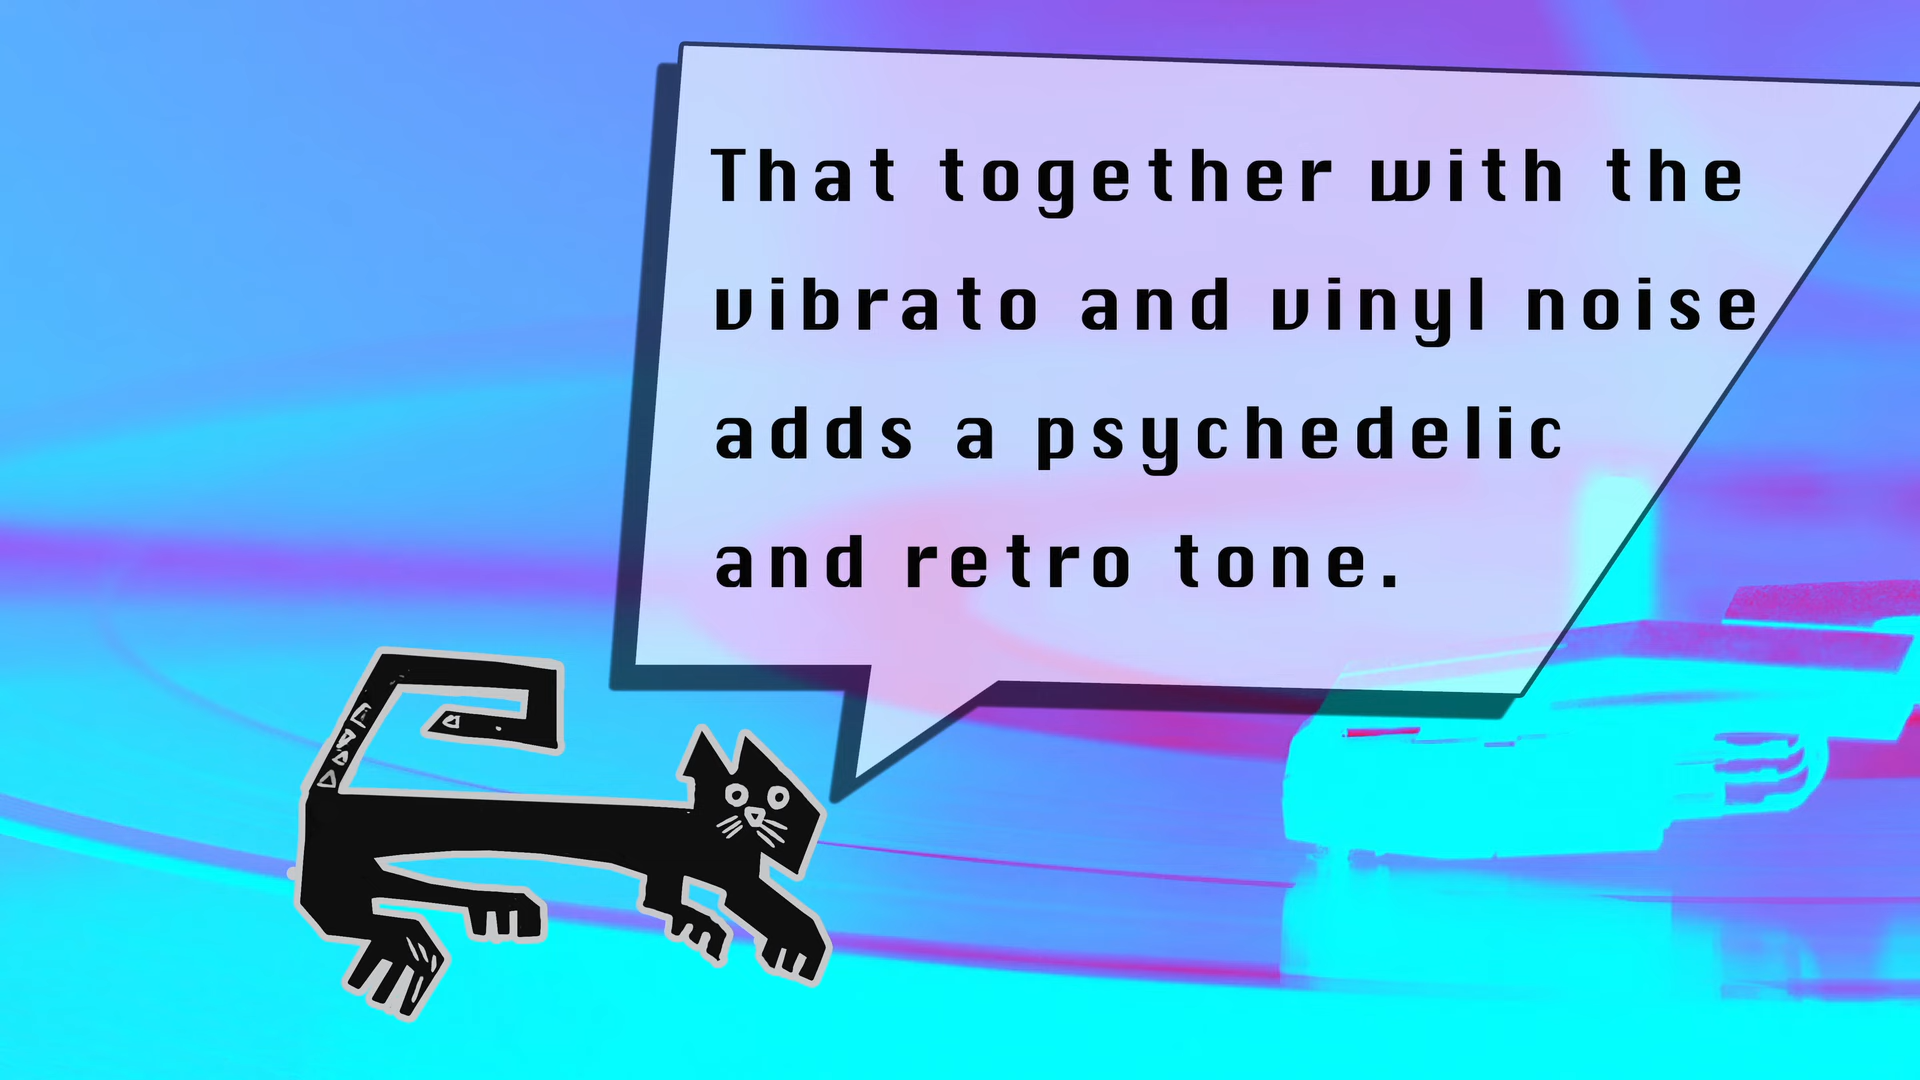 That together with the
vibrato and vinyl noise
adds a psychedelic
and retro tone.